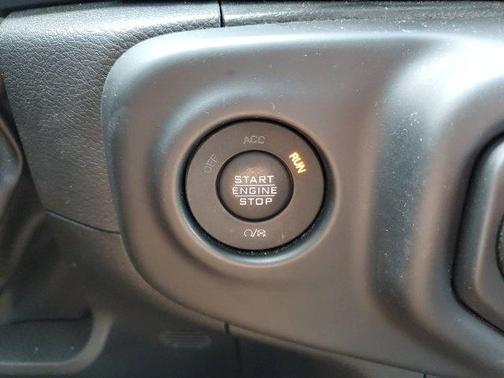 ACC
OFF
RUN
START
ENGINE
STOP